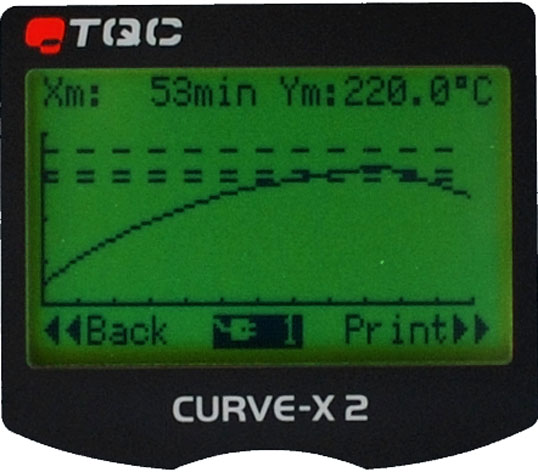 TQC
Xm: 53min Ym:220.0°C
Back 1 Print
CURVE-X 2